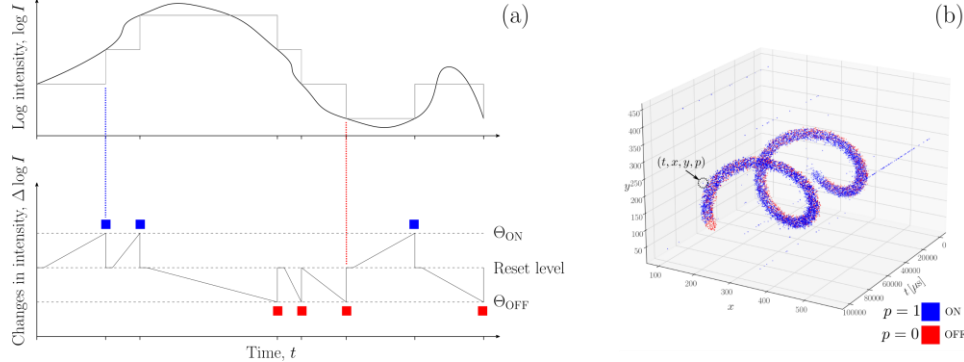 (a)
Log intensity, log I
Changes in intensity, Δ log I
Θ_ON
Reset level
Θ_OFF
Time, t
(b)
(t, x, y, p)
y
450
400
350
300
250
200
150
100
50
100
200
300
400
500
x
0
20000
40000
60000
80000
100000
t [μs]
p = 1 ON
p = 0 OFF